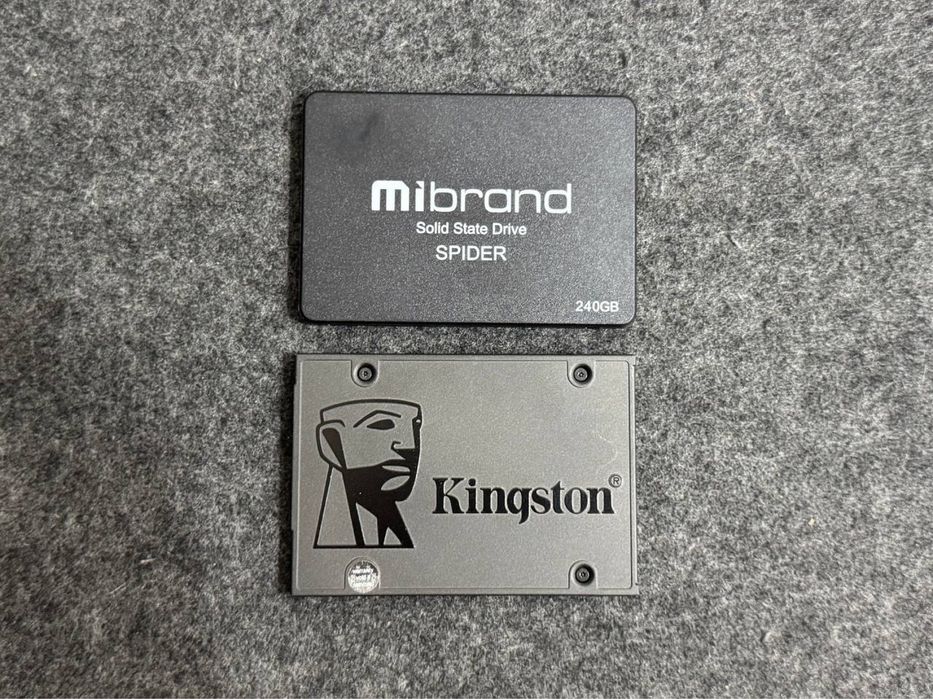 mibrand
Solid State Drive
SPIDER
240GB
Kingston®